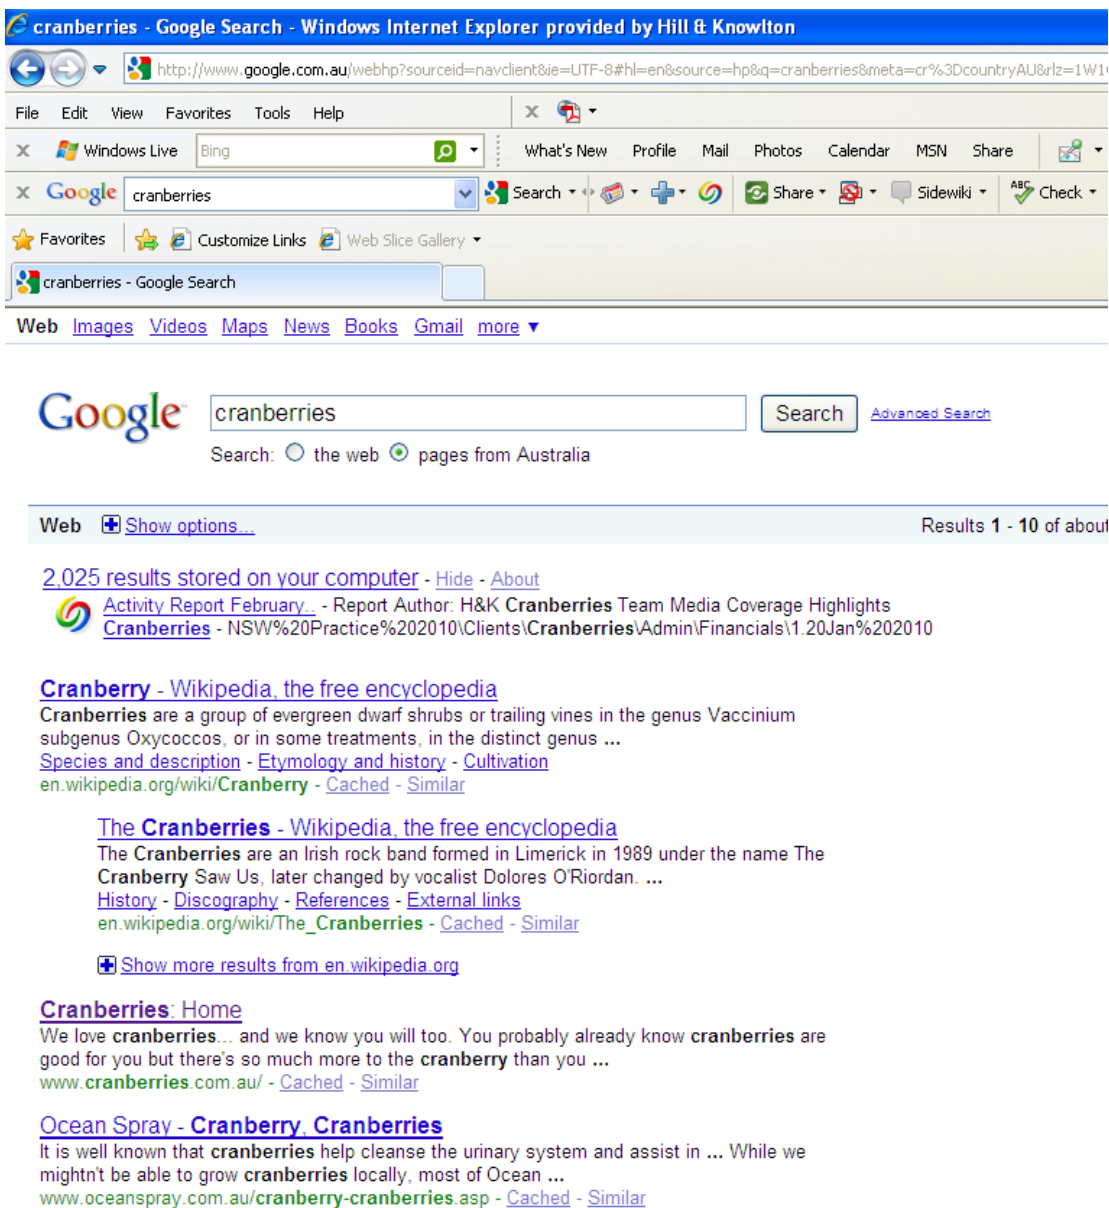 cranberries - Google Search - Windows Internet Explorer provided by Hill & Knowlton
http://www.google.com.au/webhp?sourceid=navclient&ie=UTF-8#hl=en&source=hp&q=cranberries&meta=cr%3DcountryAU&rlz=1W1
File Edit View Favorites Tools Help X
X Windows Live Bing What's New Profile Mail Photos Calendar MSN Share
X Google cranberries Search Share Sidewiki ABC Check
Favorites Customize Links Web Slice Gallery
cranberries - Google Search
Web Images Videos Maps News Books Gmail more ▼
Google cranberries Search Advanced Search
Search: the web pages from Australia
Web Show options... Results 1 - 10 of about
2,025 results stored on your computer - Hide - About
Activity Report February.. - Report Author: H&K Cranberries Team Media Coverage Highlights
Cranberries - NSW%20Practice%202010\Clients\Cranberries\Admin\Financials\1.20Jan%202010
Cranberry - Wikipedia, the free encyclopedia
Cranberries are a group of evergreen dwarf shrubs or trailing vines in the genus Vaccinium
subgenus Oxycoccos, or in some treatments, in the distinct genus ...
Species and description - Etymology and history - Cultivation
en.wikipedia.org/wiki/Cranberry - Cached - Similar
The Cranberries - Wikipedia, the free encyclopedia
The Cranberries are an Irish rock band formed in Limerick in 1989 under the name The
Cranberry Saw Us, later changed by vocalist Dolores O'Riordan. ...
History - Discography - References - External links
en.wikipedia.org/wiki/The_Cranberries - Cached - Similar
Show more results from en.wikipedia.org
Cranberries: Home
We love cranberries... and we know you will too. You probably already know cranberries are
good for you but there's so much more to the cranberry than you ...
www.cranberries.com.au/ - Cached - Similar
Ocean Spray - Cranberry, Cranberries
It is well known that cranberries help cleanse the urinary system and assist in ... While we
mightn't be able to grow cranberries locally, most of Ocean ...
www.oceanspray.com.au/cranberry-cranberries.asp - Cached - Similar